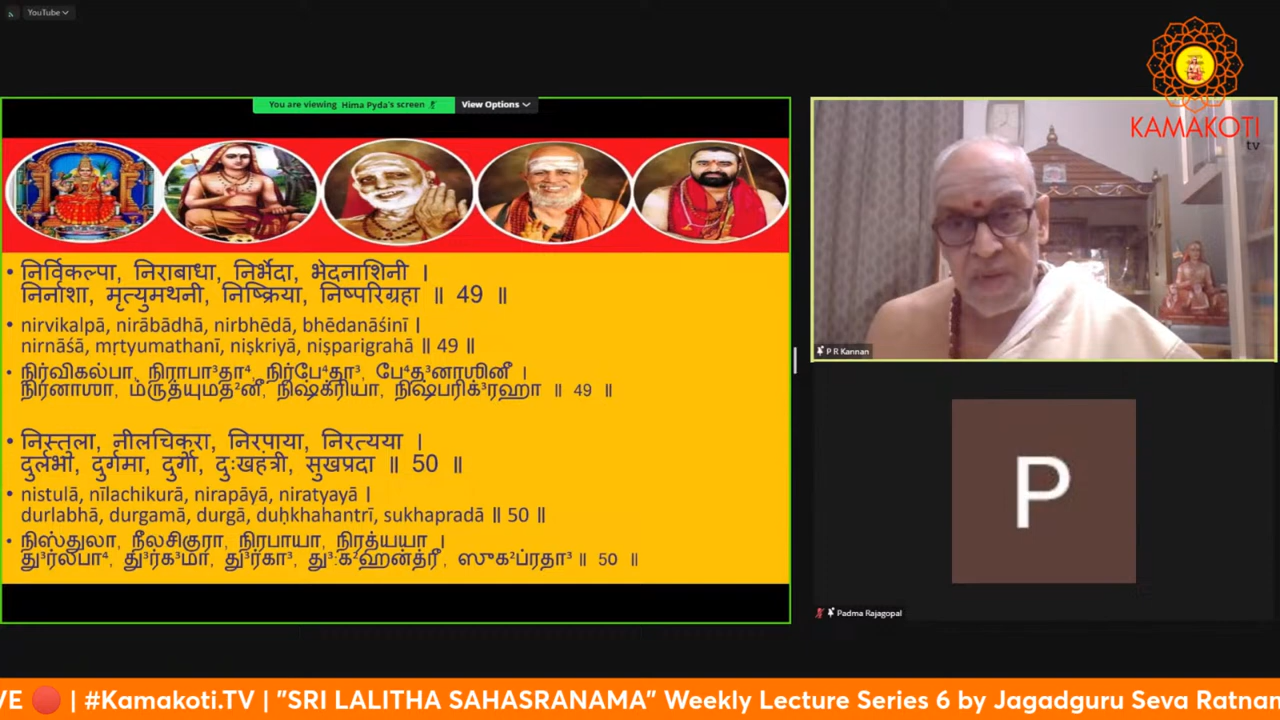 YouTube
KAMAKOTI
tv
You are viewing Hima Pyda's screen
View Options
• निर्विकल्पा, निराबाधा, निर्भेदा, भेदनाशिनी ।
निर्नाशा, मृत्युमथनी, निष्क्रिया, निष्परिग्रहा ॥ 49 ॥
• nirvikalpā, nirābādhā, nirbhēdā, bhēdanāśinī |
nirnāśā, mṛtyumathanī, niṣkriyā, niṣparigrahā ॥ 49 ॥
• நிர்விகல்பா, நிராபா³தா⁴, நிர்பே⁴தா³, பே⁴த³னாஶினீ ।
நிர்னாஶா, ம்ருத்யுமத²னீ, நிஷ்க்ரியா, நிஷ்பரிக்³ரஹா ॥ 49 ॥
• निस्तुला, नीलचिकुरा, निरपाया, निरत्यया ।
दुर्लभा, दुर्गमा, दुर्गा, दुःखहंत्री, सुखप्रदा ॥ 50 ॥
• nistulā, nīlachikurā, nirapāyā, niratyayā |
durlabhā, durgamā, durgā, duḥkhahantrī, sukhapradā ॥ 50 ॥
• நிஸ்துலா, நீலசிகுரா, நிரபாயா, நிரத்யயா ।
து³ர்லபா⁴, து³ர்க³மா, து³ர்கா³, து³:க²ஹன்த்ரீ, ஸுக²ப்ரதா³ ॥ 50 ॥
P R Kannan
P
Padma Rajagopal
VE 🔴 | #Kamakoti.TV | "SRI LALITHA SAHASRANAMA" Weekly Lecture Series 6 by Jagadguru Seva Ratnan